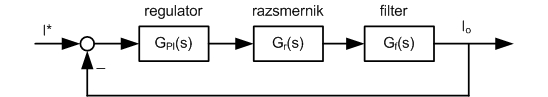 regulator razsmernik filter
I* G_PI(s) G_r(s) G_f(s) I_o
−